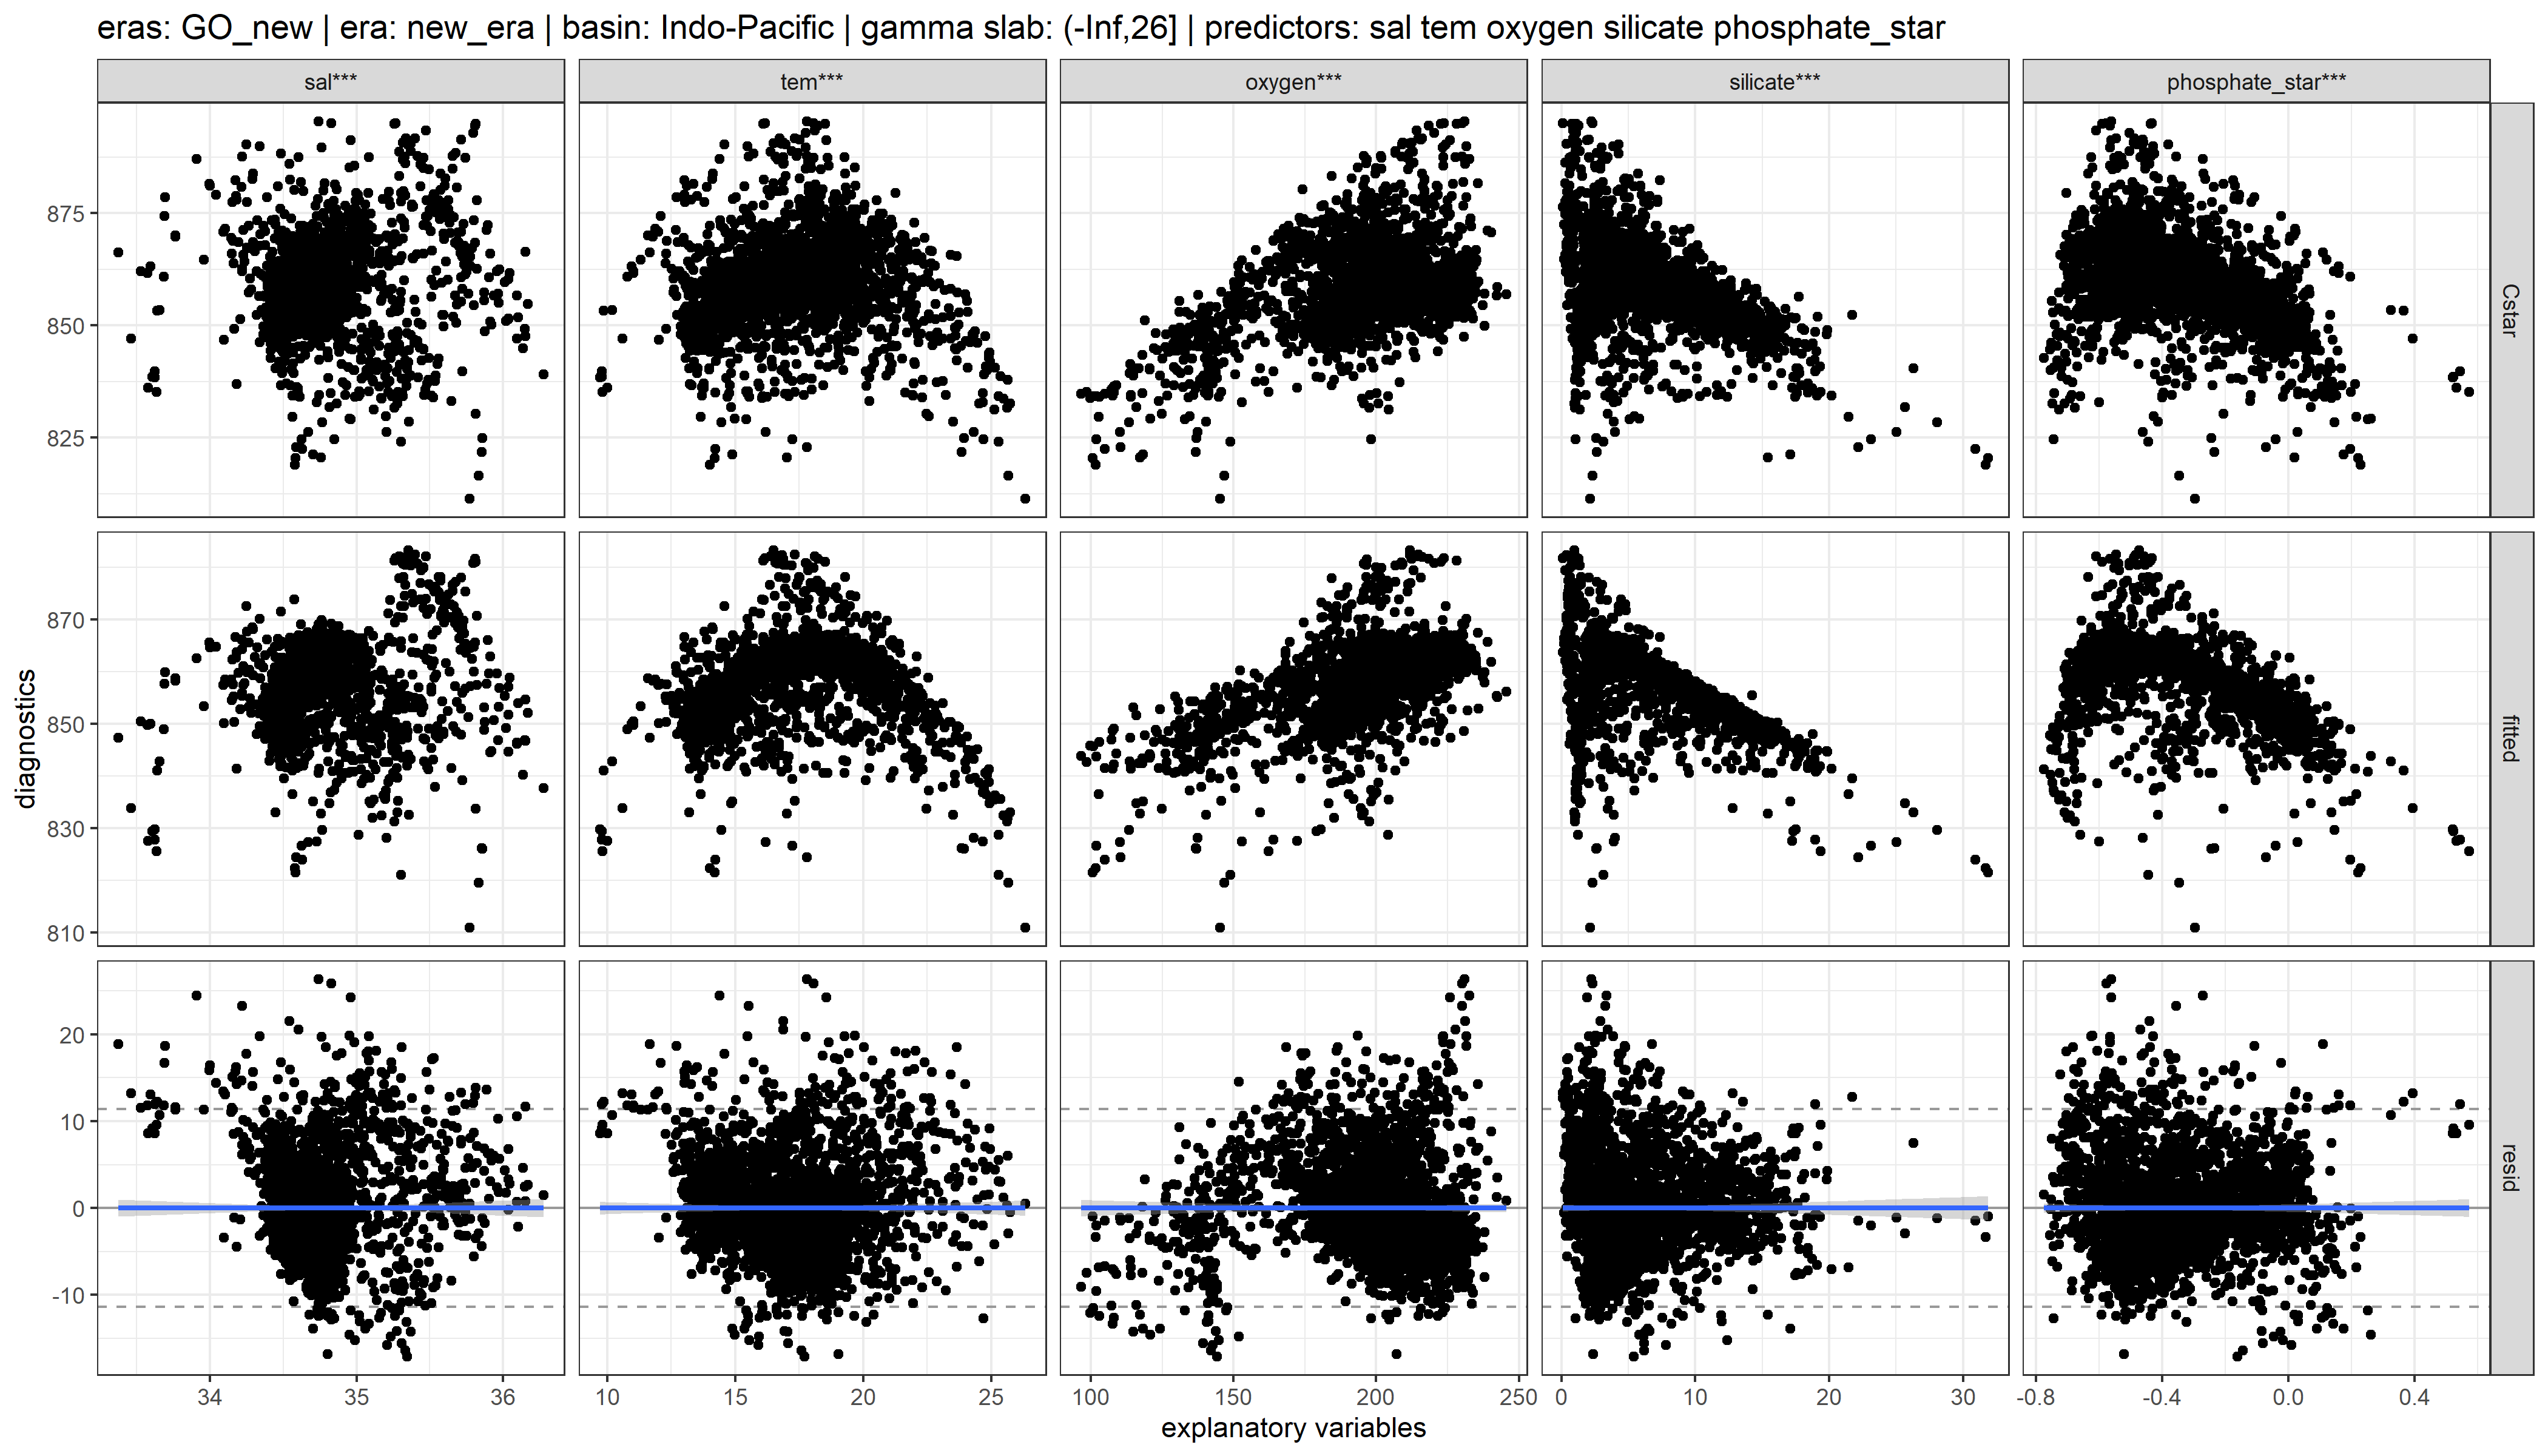 eras: GO_new | era: new_era | basin: Indo-Pacific | gamma slab: (-Inf,26] | predictors: sal tem oxygen silicate phosphate_star
sal*** tem*** oxygen*** silicate*** phosphate_star***
875
850
825
Cstar
870
850
830
810
fitted
diagnostics
20
10
0
-10
resid
34 35 36 10 15 20 25 100 150 200 250 0 10 20 30 -0.8 -0.4 0.0 0.4
explanatory variables